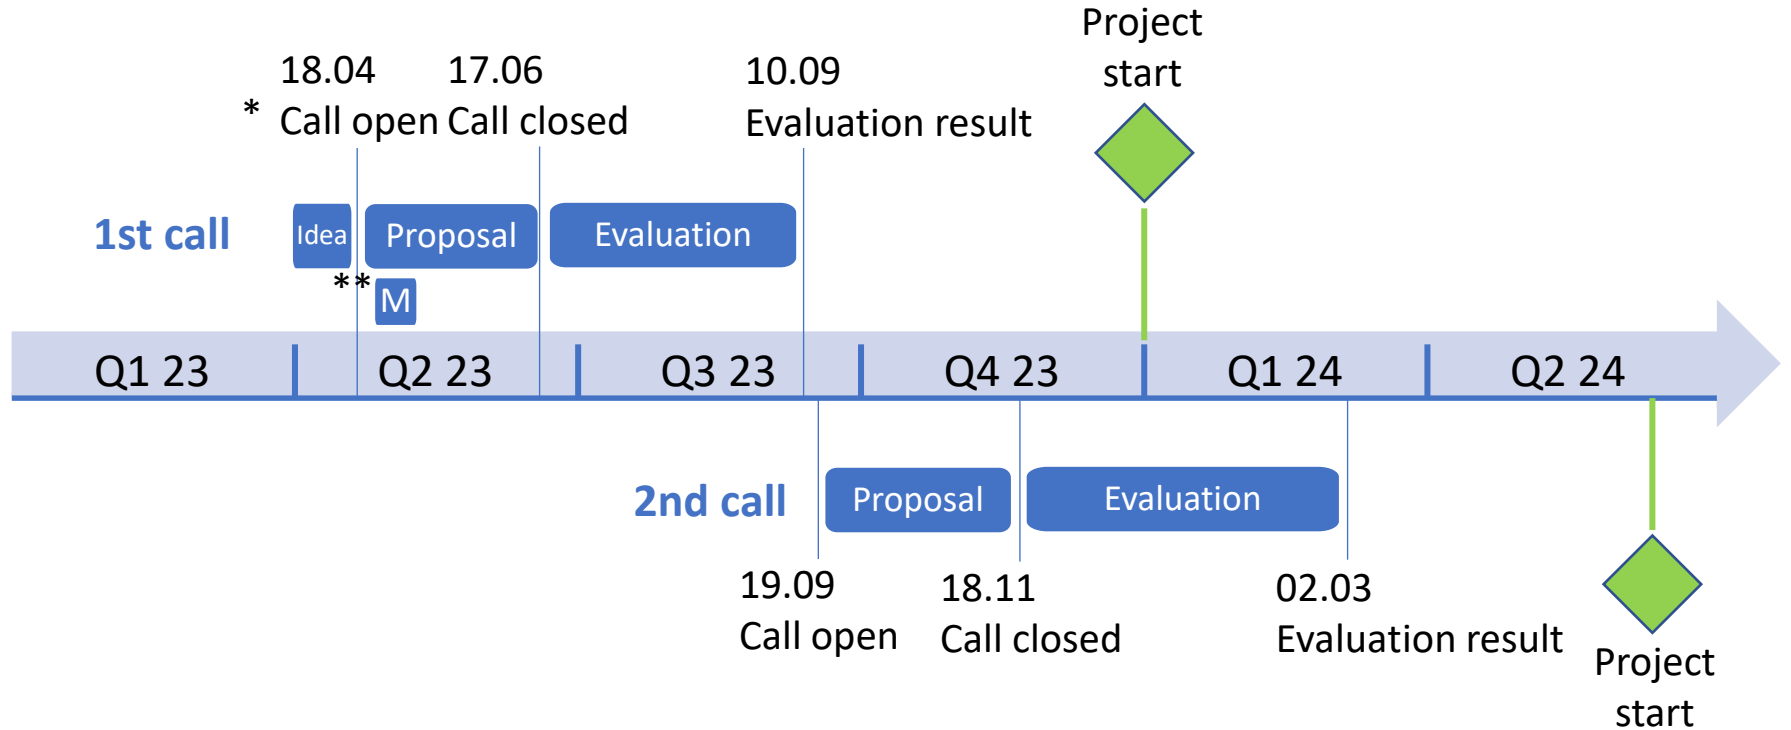 Project
start
18.04
* Call open
17.06
Call closed
10.09
Evaluation result
1st call
Idea
Proposal
Evaluation
**
M
Q1 23
Q2 23
Q3 23
Q4 23
Q1 24
Q2 24
2nd call
Proposal
Evaluation
19.09
Call open
18.11
Call closed
02.03
Evaluation result
Project
start